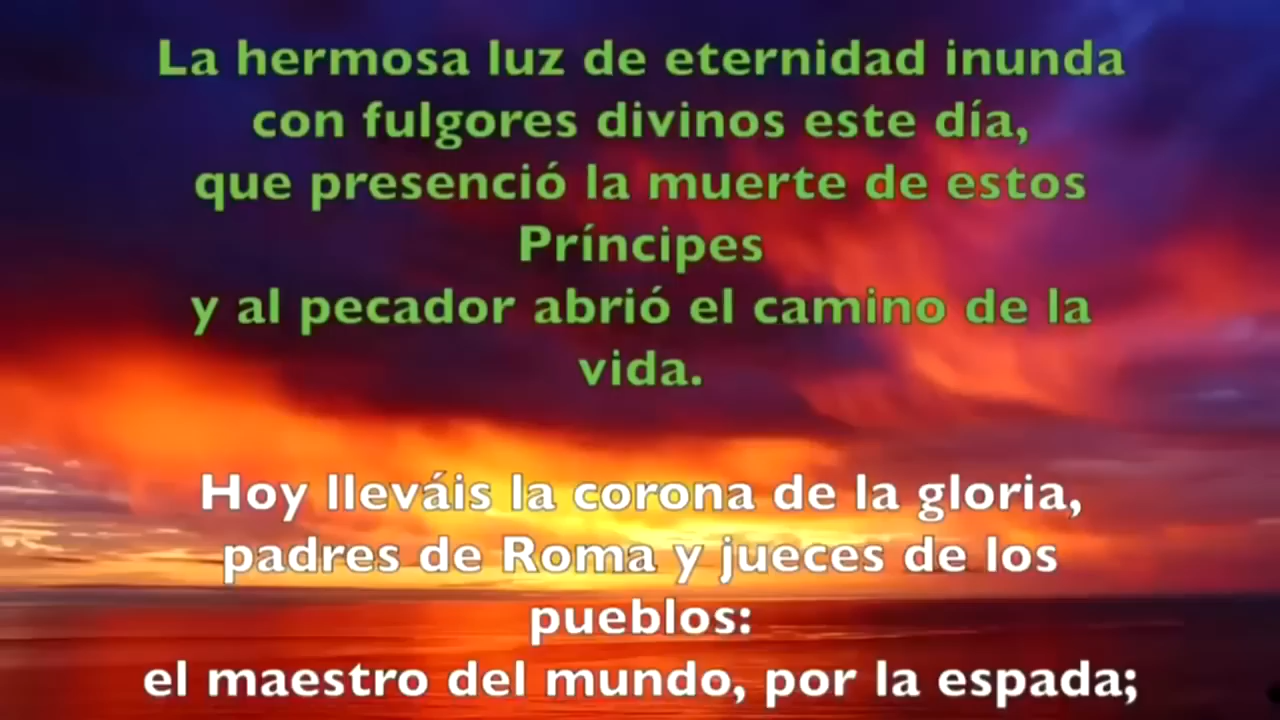 La hermosa luz de eternidad inunda
con fulgores divinos este día,
que presenció la muerte de estos
Príncipes
y al pecador abrió el camino de la
vida.
Hoy lleváis la corona de la gloria,
padres de Roma y jueces de los
pueblos:
el maestro del mundo, por la espada;